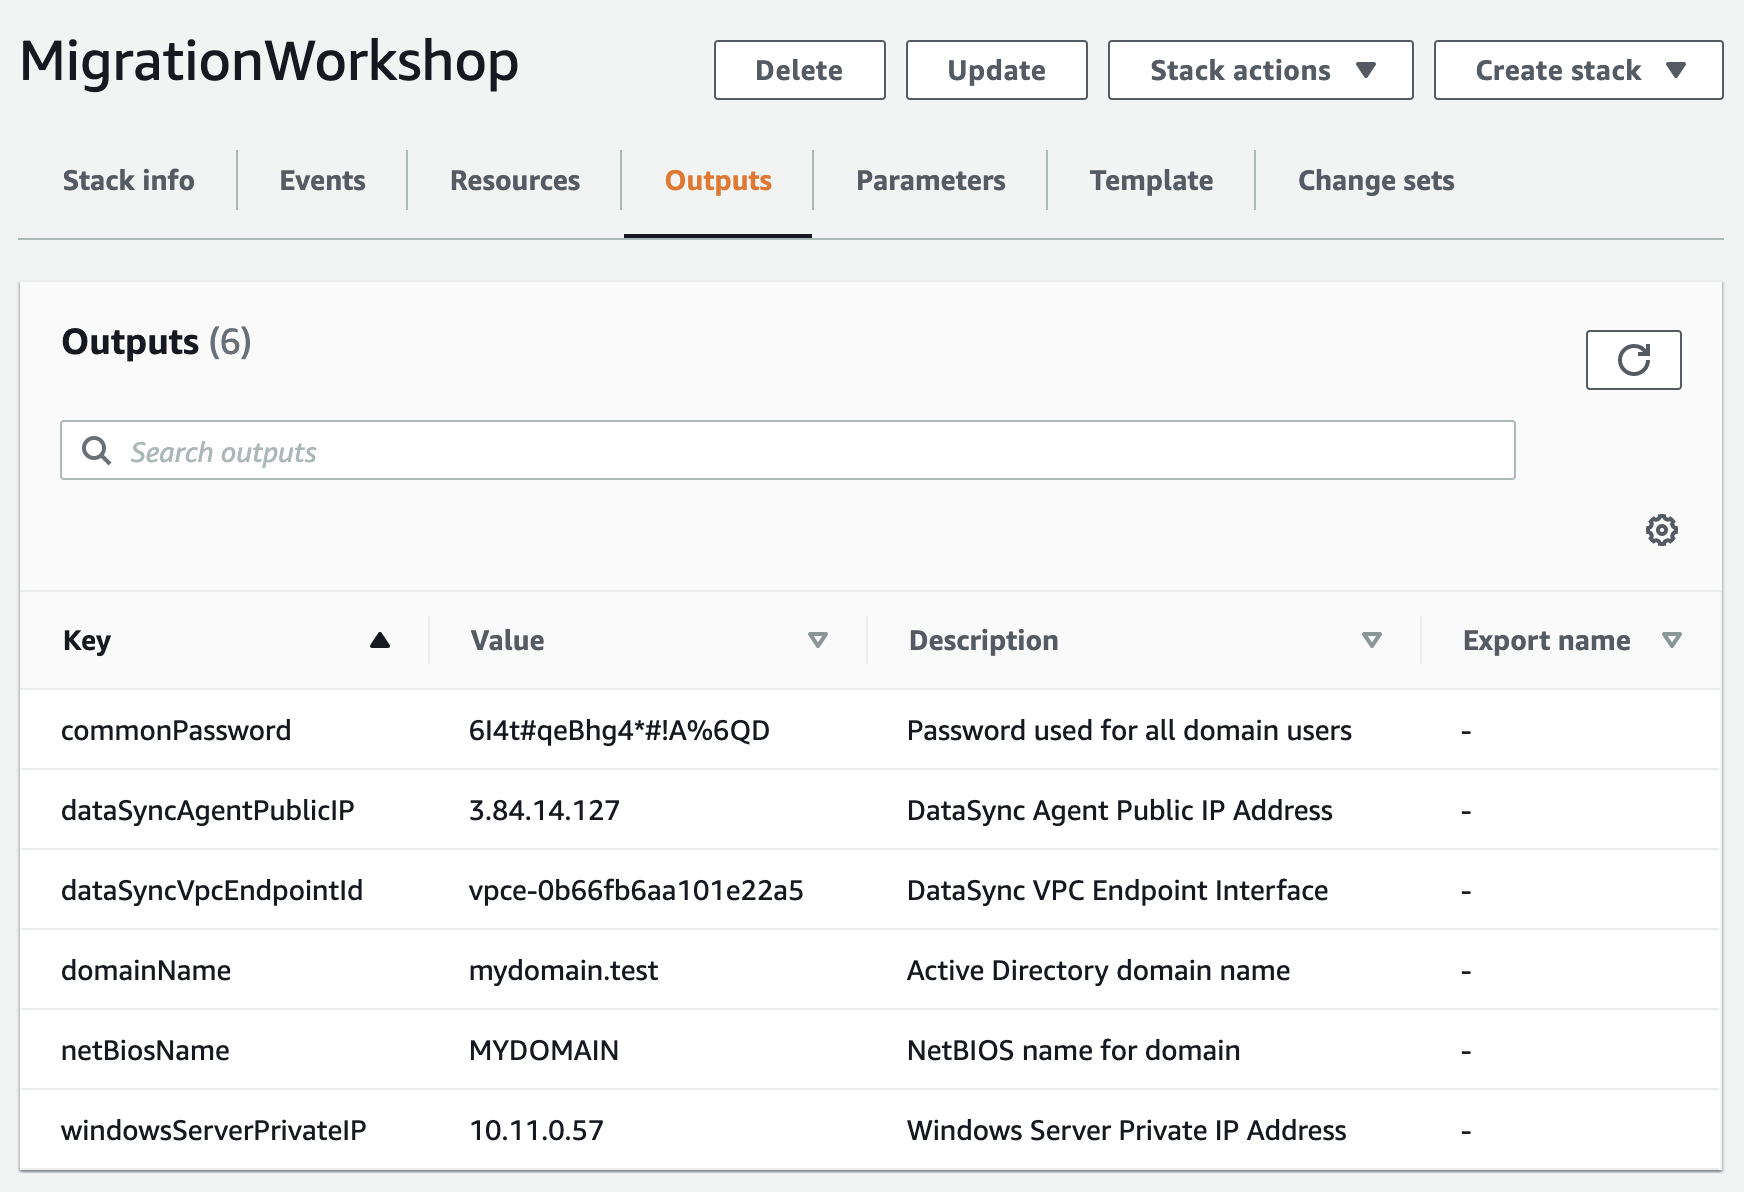 MigrationWorkshop
Delete Update Stack actions Create stack
Stack info Events Resources Outputs Parameters Template Change sets
Outputs (6)
Search outputs
Key Value Description Export name
commonPassword 6I4t#qeBhg4*#!A%6QD Password used for all domain users -
dataSyncAgentPublicIP 3.84.14.127 DataSync Agent Public IP Address -
dataSyncVpcEndpointId vpce-0b66fb6aa101e22a5 DataSync VPC Endpoint Interface -
domainName mydomain.test Active Directory domain name -
netBiosName MYDOMAIN NetBIOS name for domain -
windowsServerPrivateIP 10.11.0.57 Windows Server Private IP Address -